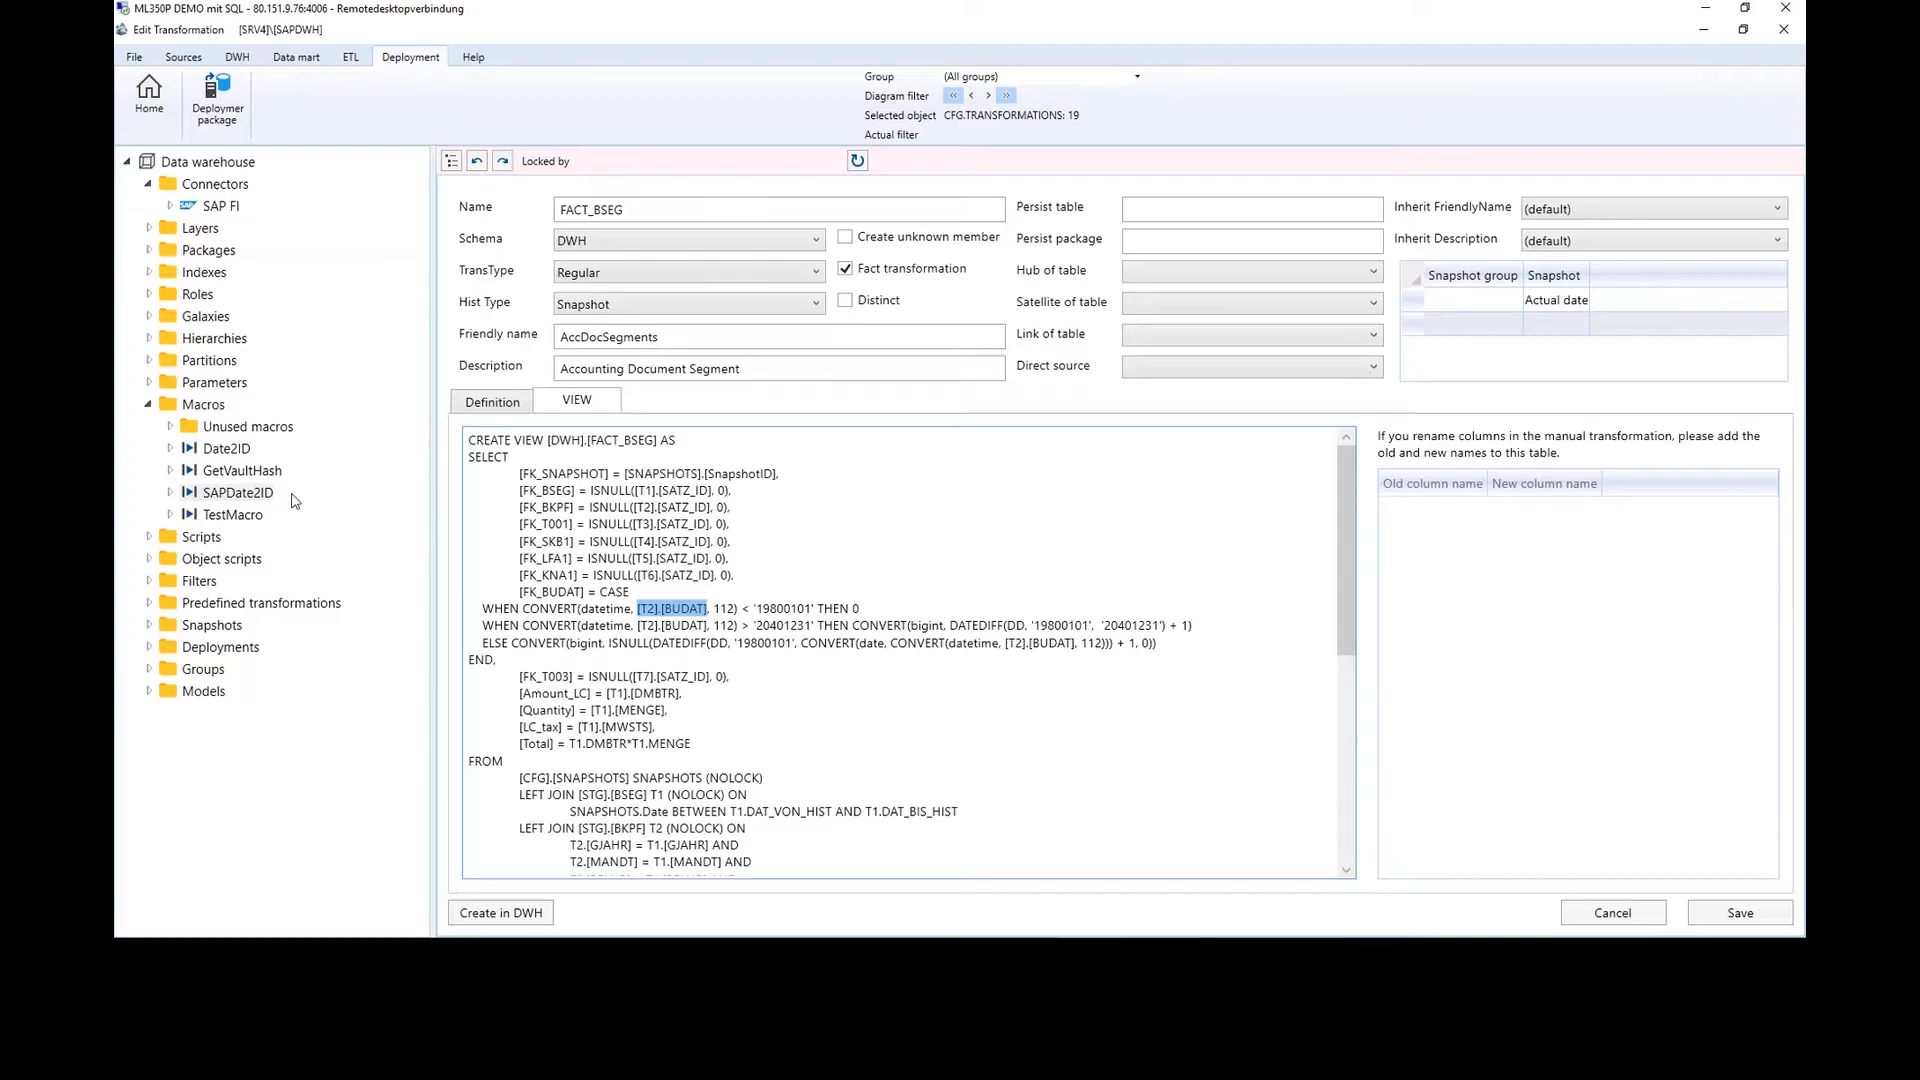 ML350P DEMO mit SQL - 80.151.9.76:4006 - Remotedesktopverbindung
Edit Transformation [SRV4]\[SAPDWH]
File Sources DWH Data mart ETL Deployment Help
Home
Deploymer package
Group (All groups)
Diagram filter
Selected object CFG.TRANSFORMATIONS: 19
Actual filter
Data warehouse
Connectors
SAP FI
Layers
Packages
Indexes
Roles
Galaxies
Hierarchies
Partitions
Parameters
Macros
Unused macros
Date2ID
GetVaultHash
SAPDate2ID
TestMacro
Scripts
Object scripts
Filters
Predefined transformations
Snapshots
Deployments
Groups
Models
Locked by
Name FACT_BSEG
Schema DWH
TransType Regular
Hist Type Snapshot
Friendly name AccDocSegments
Description Accounting Document Segment
Create unknown member
Fact transformation
Distinct
Persist table
Persist package
Hub of table
Satellite of table
Link of table
Direct source
Inherit FriendlyName (default)
Inherit Description (default)
Snapshot group Snapshot
Actual date
Definition VIEW
CREATE VIEW [DWH].[FACT_BSEG] AS
SELECT
[FK_SNAPSHOT] = [SNAPSHOTS].[SnapshotID],
[FK_BSEG] = ISNULL([T1].[SATZ_ID], 0),
[FK_BKPF] = ISNULL([T2].[SATZ_ID], 0),
[FK_T001] = ISNULL([T3].[SATZ_ID], 0),
[FK_SKB1] = ISNULL([T4].[SATZ_ID], 0),
[FK_LFA1] = ISNULL([T5].[SATZ_ID], 0),
[FK_KNA1] = ISNULL([T6].[SATZ_ID], 0),
[FK_BUDAT] = CASE
WHEN CONVERT(datetime, [T2].[BUDAT], 112) < '19800101' THEN 0
WHEN CONVERT(datetime, [T2].[BUDAT], 112) > '20401231' THEN CONVERT(bigint, DATEDIFF(DD, '19800101', '20401231') + 1)
ELSE CONVERT(bigint, ISNULL(DATEDIFF(DD, '19800101', CONVERT(date, CONVERT(datetime, [T2].[BUDAT], 112))) + 1, 0))
END,
[FK_T003] = ISNULL([T7].[SATZ_ID], 0),
[Amount_LC] = [T1].[DMBTR],
[Quantity] = [T1].[MENGE],
[LC_tax] = [T1].[MWSTS],
[Total] = T1.DMBTR*T1.MENGE
FROM
[CFG].[SNAPSHOTS] SNAPSHOTS (NOLOCK)
LEFT JOIN [STG].[BSEG] T1 (NOLOCK) ON
SNAPSHOTS.Date BETWEEN T1.DAT_VON_HIST AND T1.DAT_BIS_HIST
LEFT JOIN [STG].[BKPF] T2 (NOLOCK) ON
T2.[GJAHR] = T1.[GJAHR] AND
T2.[MANDT] = T1.[MANDT] AND
If you rename columns in the manual transformation, please add the
old and new names to this table.
Old column name New column name
Create in DWH Cancel Save